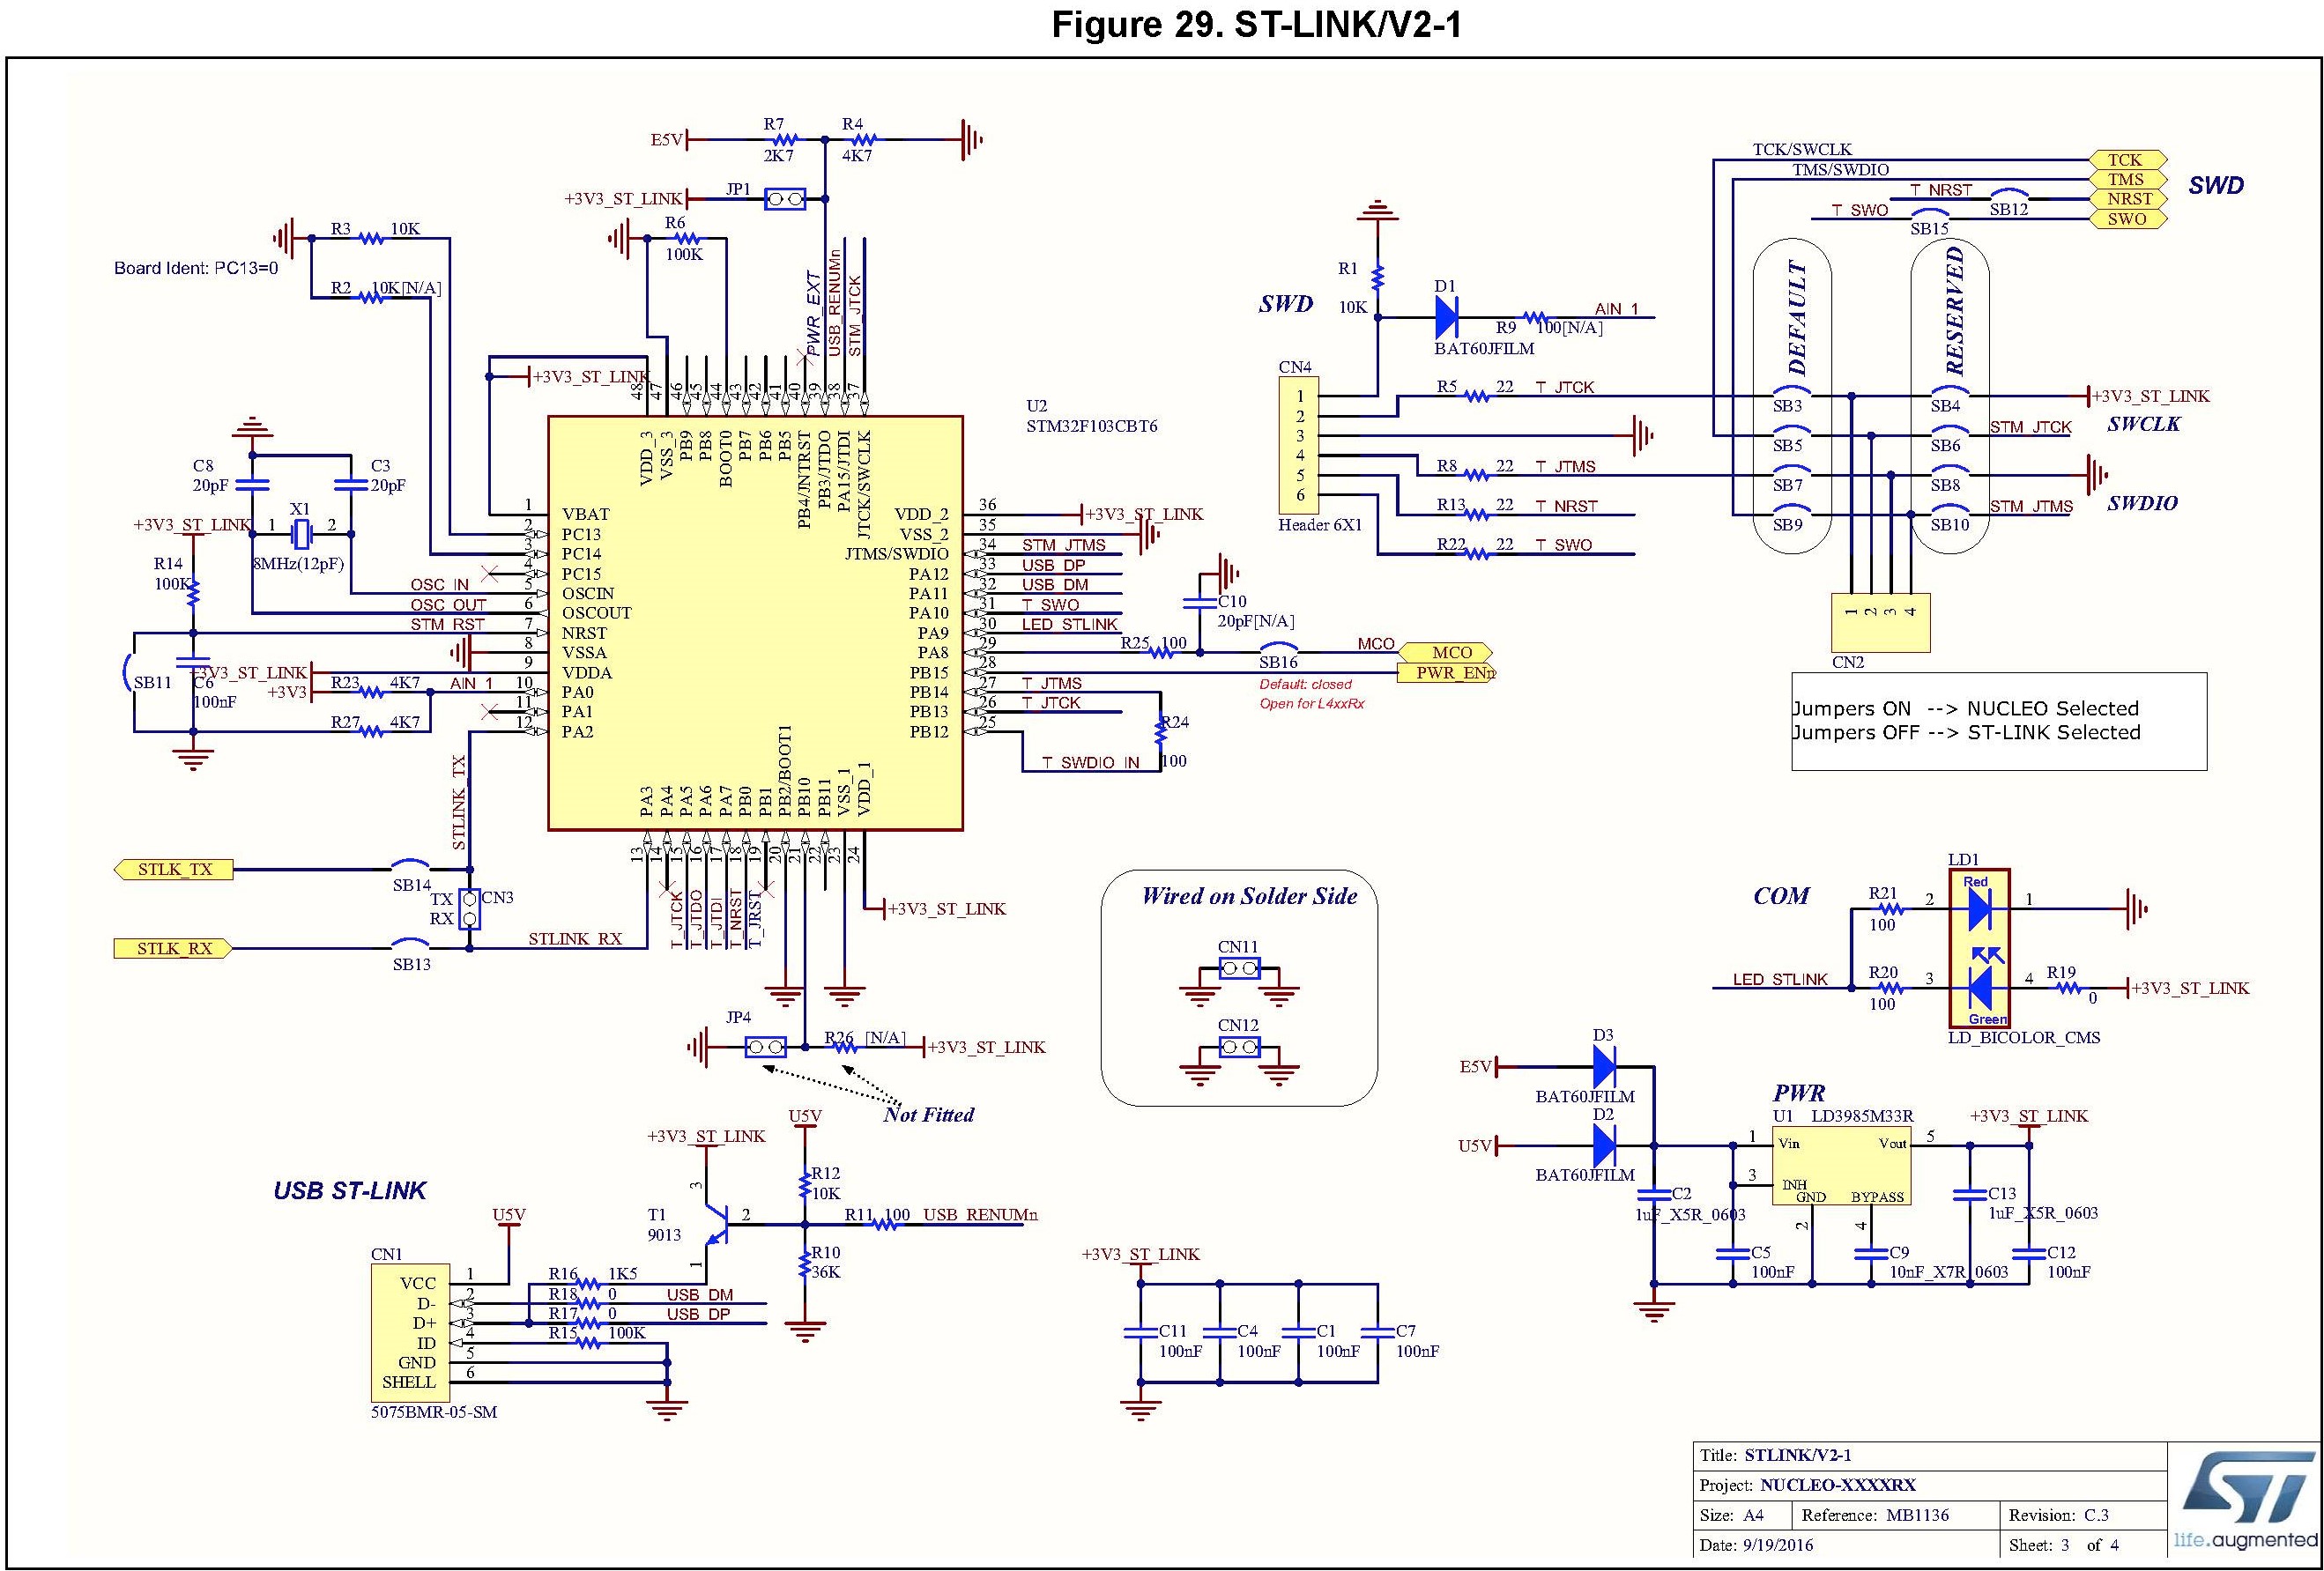 Figure 29. ST-LINK/V2-1
E5V
R7
2K7
R4
4K7
+3V3_ST_LINK
JP1
R6
100K
R3
10K
Board Ident: PC13=0
R2
10K[N/A]
PWR_EXT
USB_RENUMn
STM_JTCK
+3V3_ST_LINK
48
47
46
45
44
43
42
41
40
39
38
37
VDD_3
VSS_3
PB9
PB8
BOOT0
PB7
PB6
PB5
PB4/JNTRST
PB3/JTDO
PA15/JTDI
JTCK/SWCLK
U2
STM32F103CBT6
C8
20pF
C3
20pF
X1
1
2
8MHz(12pF)
+3V3_ST_LINK
R14
100K
OSC_IN
OSC_OUT
STM_RST
SB11
C6
100nF
+3V3_ST_LINK
+3V3
R23
4K7
AIN_1
R27
4K7
1
2
3
4
5
6
7
8
9
10
11
12
VBAT
PC13
PC14
PC15
OSCIN
OSCOUT
NRST
VSSA
VDDA
PA0
PA1
PA2
VDD_2
VSS_2
JTMS/SWDIO
PA12
PA11
PA10
PA9
PA8
PB15
PB14
PB13
PB12
36
35
34
33
32
31
30
29
28
27
26
25
+3V3_ST_LINK
STM_JTMS
USB_DP
USB_DM
T_SWO
LED_STLINK
T_JTMS
T_JTCK
T_SWDIO_IN
R24
100
R25
100
C10
20pF[N/A]
SB16
Default: closed
Open for L4xxRx
MCO
MCO
PWR_ENn
PA3
PA4
PA5
PA6
PA7
PB0
PB1
PB2/BOOT1
PB10
PB11
VSS_1
VDD_1
13
14
15
16
17
18
19
20
21
22
23
24
STLINK_TX
STLK_TX
SB14
TX
RX
CN3
STLK_RX
SB13
STLINK_RX
T_JTCK
T_JTDO
T_JTDI
T_NRST
T_JRST
+3V3_ST_LINK
JP4
R26
[N/A]
+3V3_ST_LINK
Not Fitted
Wired on Solder Side
CN11
CN12
TCK/SWCLK
TMS/SWDIO
T_NRST
SB12
T_SWO
SB15
TCK
TMS
NRST
SWO
SWD
R1
10K
SWD
D1
BAT60JFILM
R9
100[N/A]
AIN_1
CN4
1
2
3
4
5
6
Header 6X1
R5
22
T_JTCK
R8
22
T_JTMS
R13
22
T_NRST
R22
22
T_SWO
DEFAULT
RESERVED
SB3
SB4
+3V3_ST_LINK
SB5
SB6
STM_JTCK
SWCLK
SB7
SB8
SWDIO
SB9
SB10
STM_JTMS
1
2
3
4
CN2
Jumpers ON --> NUCLEO Selected
Jumpers OFF --> ST-LINK Selected
COM
LED_STLINK
R21
100
R20
100
LD1
Red
Green
2
1
3
4
R19
0
+3V3_ST_LINK
LD_BICOLOR_CMS
E5V
D3
BAT60JFILM
U5V
D2
BAT60JFILM
PWR
U1
LD3985M33R
1
Vin
Vout
5
3
INH
GND
BYPASS
2
4
+3V3_ST_LINK
C2
1uF_X5R_0603
C5
100nF
C9
10nF_X7R_0603
C13
1uF_X5R_0603
C12
100nF
USB ST-LINK
U5V
CN1
VCC
D-
D+
ID
GND
SHELL
1
2
3
4
5
6
5075BMR-05-SM
R16
1K5
R18
0
USB_DM
R17
0
USB_DP
R15
100K
+3V3_ST_LINK
3
T1
9013
2
1
U5V
R12
10K
R11
100
USB_RENUMn
R10
36K
+3V3_ST_LINK
C11
100nF
C4
100nF
C1
100nF
C7
100nF
Title: STLINK/V2-1
Project: NUCLEO-XXXXRX
Size: A4
Reference: MB1136
Revision: C.3
Date: 9/19/2016
Sheet: 3 of 4
ST
life.augmented